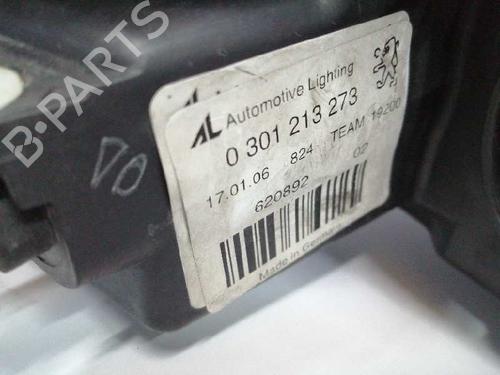 B-PARTS
AL Automotive Lighting
0 301 213 273
17.01.06 824 TEAM 19200
620892 02
Made in Germany
DO